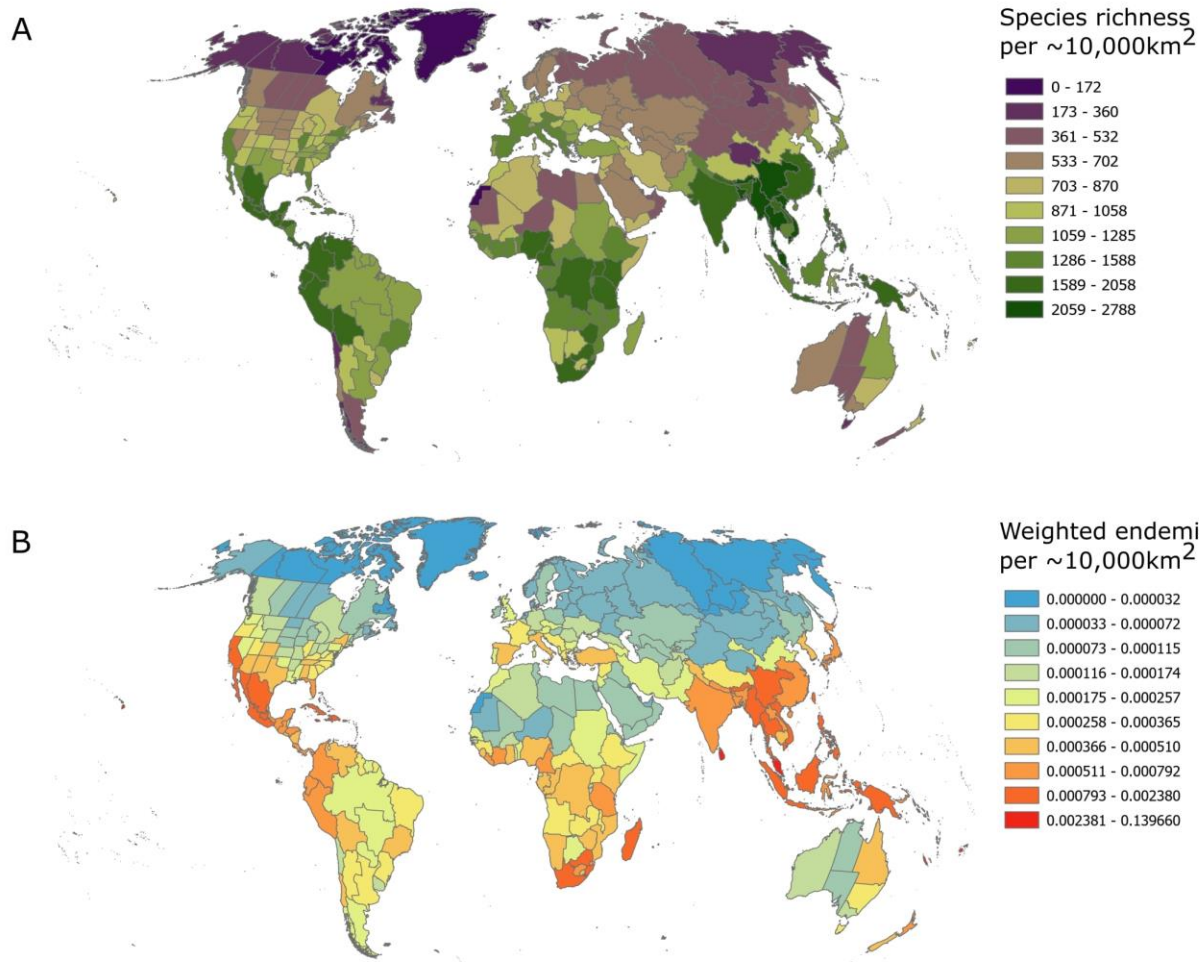 A
Species richness
per ~10,000km2
0 - 172
173 - 360
361 - 532
533 - 702
703 - 870
871 - 1058
1059 - 1285
1286 - 1588
1589 - 2058
2059 - 2788
B
Weighted endemi
per ~10,000km2
0.000000 - 0.000032
0.000033 - 0.000072
0.000073 - 0.000115
0.000116 - 0.000174
0.000175 - 0.000257
0.000258 - 0.000365
0.000366 - 0.000510
0.000511 - 0.000792
0.000793 - 0.002380
0.002381 - 0.139660